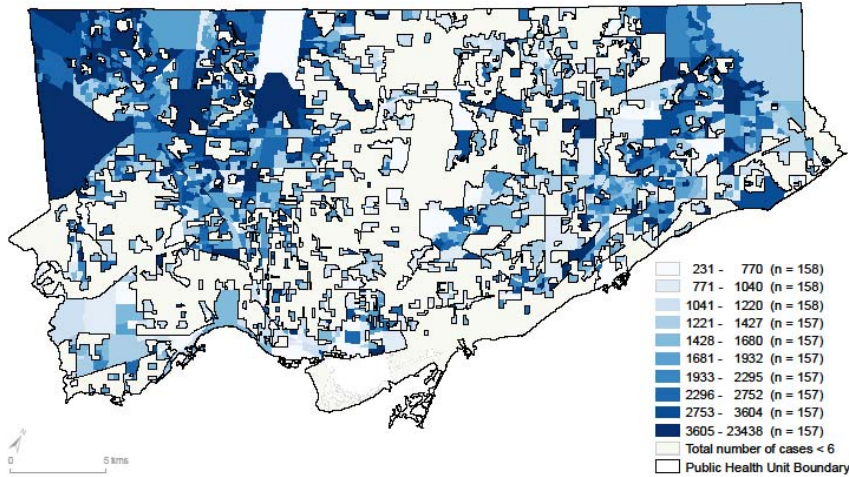 231 - 770 (n = 158)
771 - 1040 (n = 158)
1041 - 1220 (n = 158)
1221 - 1427 (n = 157)
1428 - 1680 (n = 157)
1681 - 1932 (n = 157)
1933 - 2295 (n = 157)
2296 - 2752 (n = 157)
2753 - 3604 (n = 157)
3605 - 23438 (n = 157)
Total number of cases < 6
Public Health Unit Boundary
N
0 5 kms